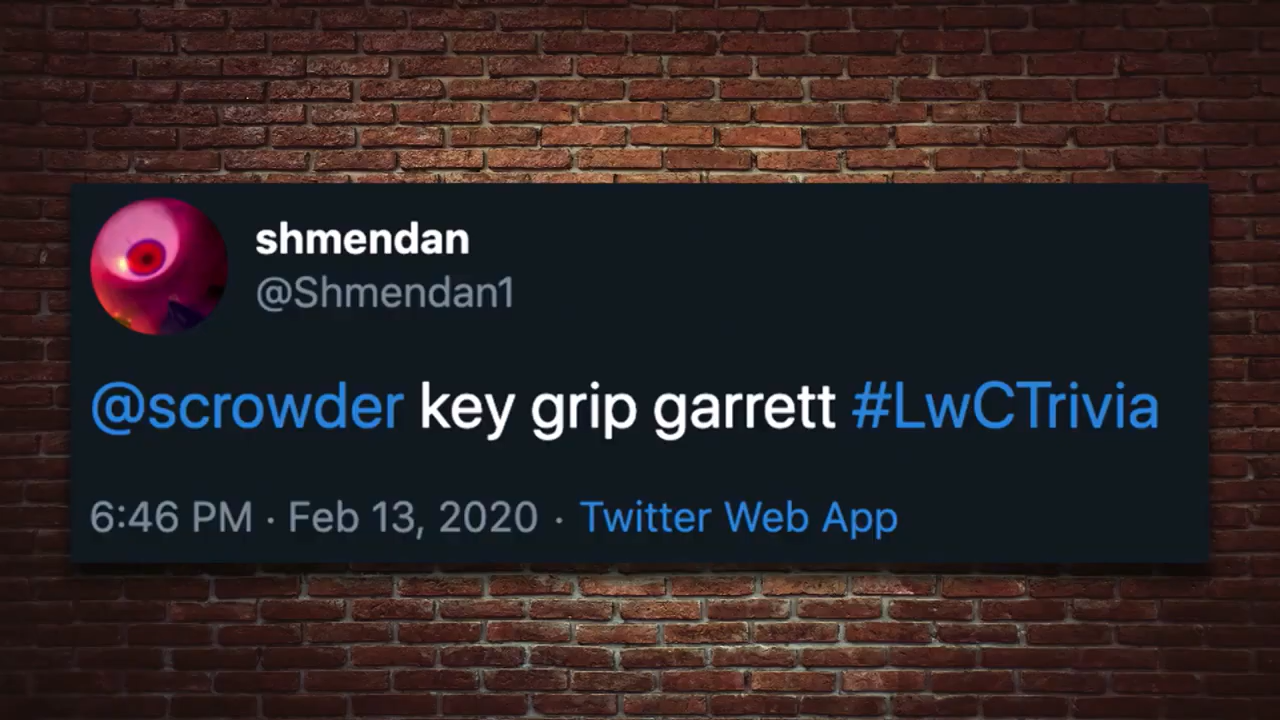 shmendan
@Shmendan1
@scrowder key grip garrett #LwCTrivia
6:46 PM · Feb 13, 2020 · Twitter Web App